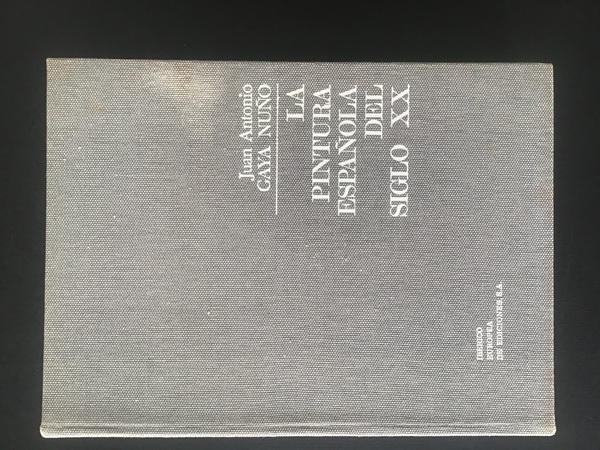 Juan Antonio
GAYA NUÑO
LA
PINTURA
ESPAÑOLA
DEL
SIGLO XX
IBERICO
EUROPEA
DE EDICIONES, S.A.